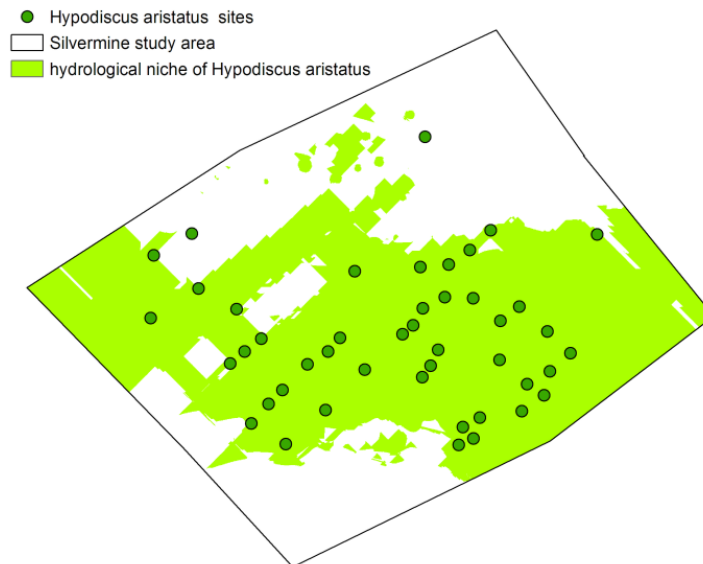 Hypodiscus aristatus sites
Silvermine study area
hydrological niche of Hypodiscus aristatus